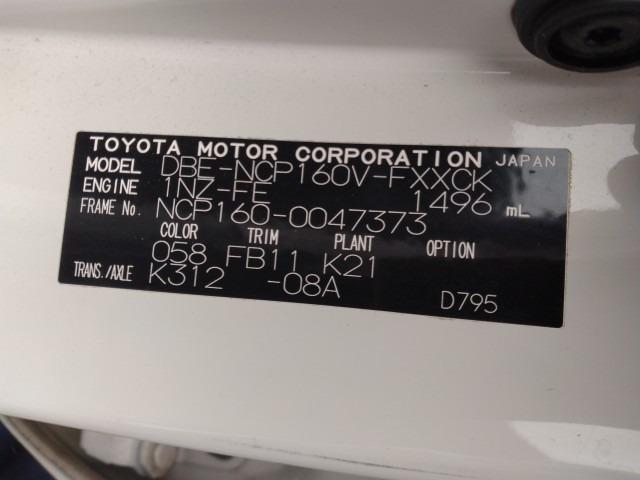 TOYOTA MOTOR CORPORATION JAPAN
MODEL DBE-NCP160V-FXXCK
ENGINE 1NZ-FE 1496 mL
FRAME No. NCP160-0047373
COLOR TRIM PLANT OPTION
058 FB11 K21
TRANS./AXLE K312 -08A
D795